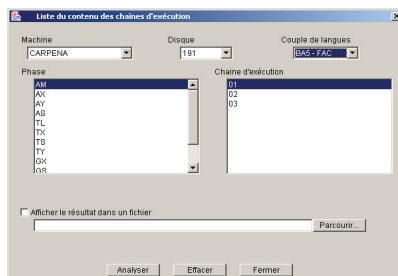 Liste du contenu des chaines d'exécution
Machine Disque Couple de langues
CARPENA 191 BA5 - FAC
Phase Chaine d'exécution
AM 01
AX 02
AY 03
AS
TL
TX
TS
TY
GX
GS
Afficher le résultat dans un fichier
Parcourir...
Analyser Effacer Fermer